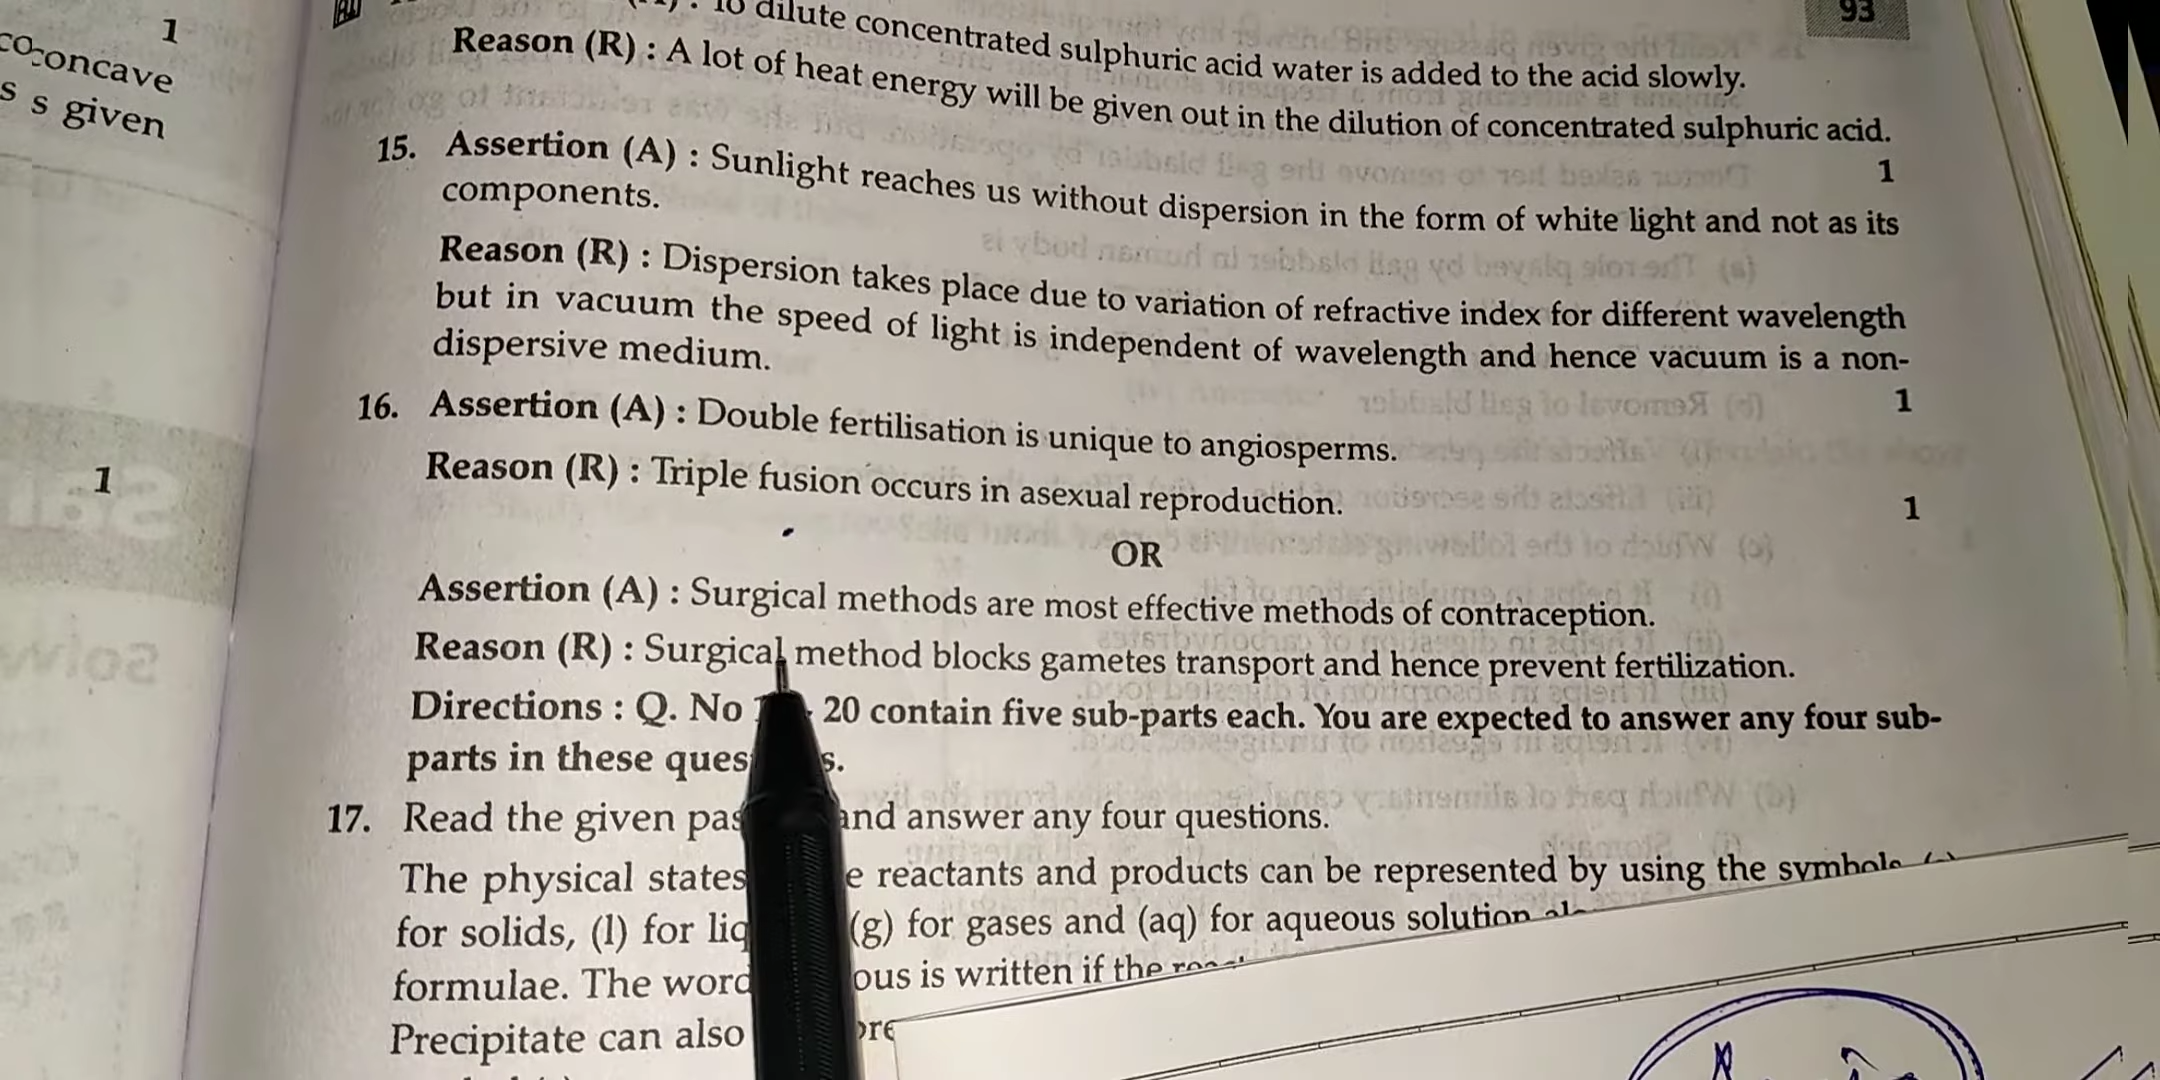 1
concave
s given
1
93
dilute concentrated sulphuric acid water is added to the acid slowly.
Reason (R) : A lot of heat energy will be given out in the dilution of concentrated sulphuric acid.
1
15. Assertion (A) : Sunlight reaches us without dispersion in the form of white light and not as its
components.
Reason (R) : Dispersion takes place due to variation of refractive index for different wavelength
but in vacuum the speed of light is independent of wavelength and hence vacuum is a non-
dispersive medium.
1
16. Assertion (A) : Double fertilisation is unique to angiosperms.
Reason (R) : Triple fusion occurs in asexual reproduction.
1
OR
Assertion (A) : Surgical methods are most effective methods of contraception.
Reason (R) : Surgical method blocks gametes transport and hence prevent fertilization.
Directions : Q. No 20 contain five sub-parts each. You are expected to answer any four sub-
parts in these
17. Read the given and answer any four questions.
The physical states reactants and products can be represented by using the symbols
for solids, (l) for (g) for gases and (aq) for aqueous solution
formulae. The word is written if the
Precipitate can also